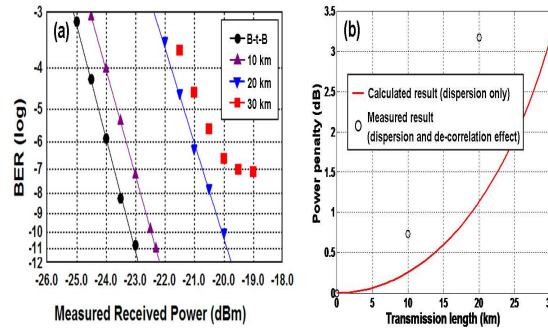 (a)
B-t-B
10 km
20 km
30 km
-3
-4
-5
-6
-7
-8
-9
-10
-11
-12
BER (log)
-26.0 -25.0 -24.0 -23.0 -22.0 -21.0 -20.0 -19.0 -18.0
Measured Received Power (dBm)
(b)
Calculated result (dispersion only)
Measured result
(dispersion and de-correlation effect)
3.5
3
2.5
2
1.5
1
0.5
0
Power penalty (dB)
0 5 10 15 20 25 30
Transmission length (km)